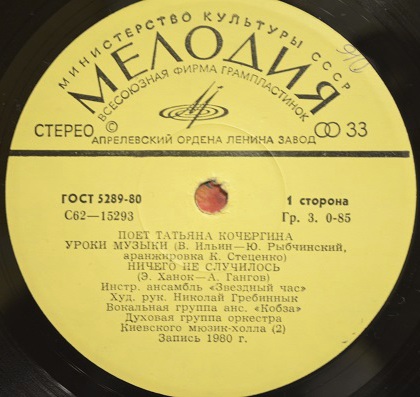 МИНИСТЕРСТВО КУЛЬТУРЫ СССР
МЕЛОДИЯ
ВСЕСОЮЗНАЯ ФИРМА ГРАМПЛАСТИНОК
СТЕРЕО © 33
АПРЕЛЕВСКИЙ ОРДЕНА ЛЕНИНА ЗАВОД
ГОСТ 5289-80 1 сторона
С62—15293 Гр. 3. 0-85
ПОЕТ ТАТЬЯНА КОЧЕРГИНА
УРОКИ МУЗЫКИ (В. Ильин—Ю. Рыбчинский,
аранжировка К. Стеценко)
НИЧЕГО НЕ СЛУЧИЛОСЬ
(Э. Ханок—А. Гангов)
Инстр. ансамбль «Звездный час»
Худ. рук. Николай Гребинник
Вокальная группа анс. «Кобза»
Духовая группа оркестра
Киевского мюзик-холла (2)
Запись 1980 г.